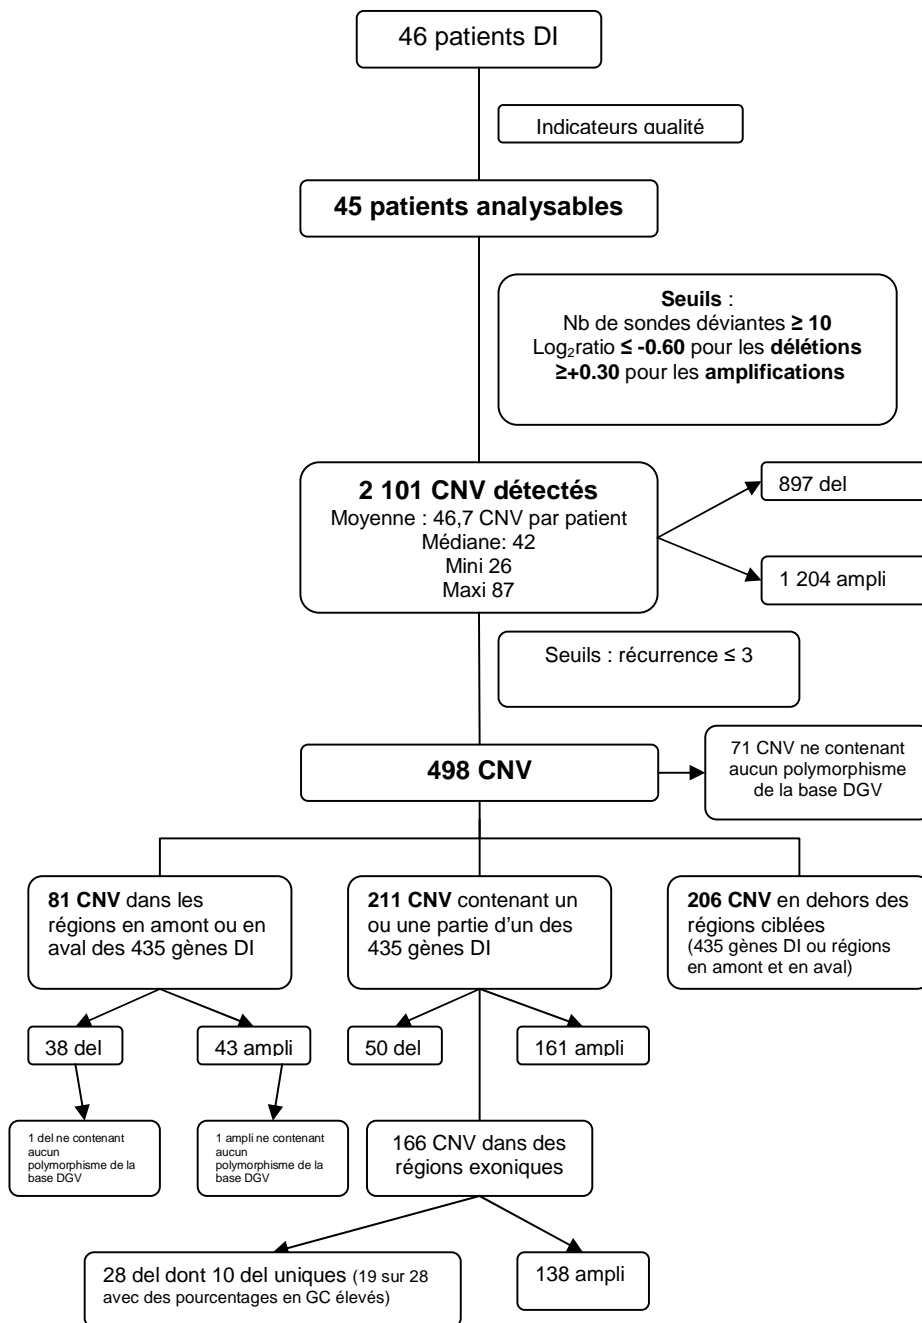 46 patients DI
Indicateurs qualité
45 patients analysables
Seuils :
Nb de sondes déviantes ≥ 10
Log₂ratio ≤ -0.60 pour les délétions
≥+0.30 pour les amplifications
2 101 CNV détectés
Moyenne : 46,7 CNV par patient
Médiane: 42
Mini 26
Maxi 87
897 del
1 204 ampli
Seuils : récurrence ≤ 3
498 CNV
71 CNV ne contenant
aucun polymorphisme
de la base DGV
81 CNV dans les
régions en amont ou en
aval des 435 gènes DI
211 CNV contenant un
ou une partie d'un des
435 gènes DI
206 CNV en dehors des
régions ciblées
(435 gènes DI ou régions
en amont et en aval)
38 del
43 ampli
50 del
161 ampli
1 del ne contenant
aucun
polymorphisme de la
base DGV
1 ampli ne contenant
aucun
polymorphisme de la
base DGV
166 CNV dans des
régions exoniques
28 del dont 10 del uniques (19 sur 28
avec des pourcentages en GC élevés)
138 ampli